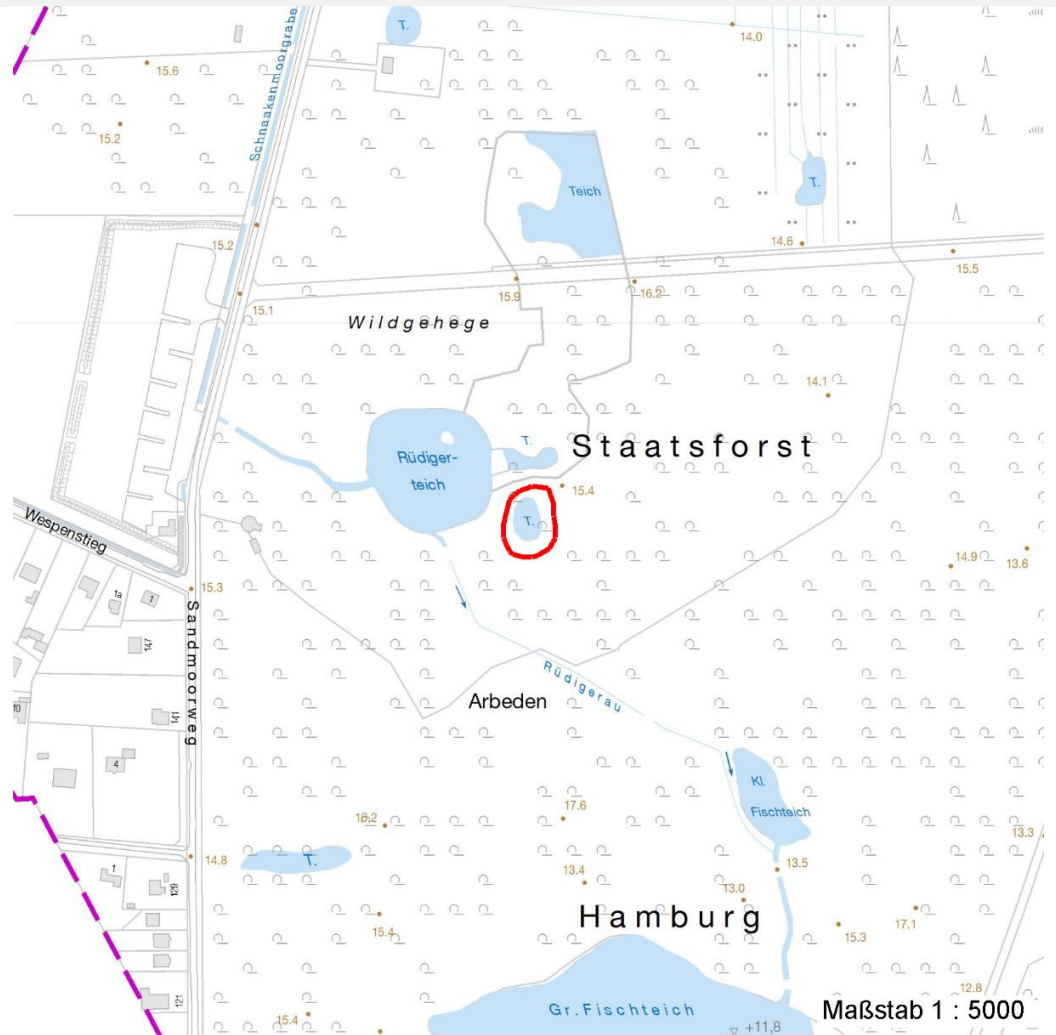 T.
14.0
15.6
15.2
Schnaakenmoorgrabe
Teich
T.
15.2
14.6
15.5
15.9
16.2
15.1
Wildgehege
14.1
Rüdiger-
teich
T.
Staatsforst
15.4
T.
Wespenstieg
14.9
13.6
15.3
1a
1
147
Sandmoorweg
Rüdigerau
Arbeden
10
141
4
Kl.
Fischteich
17.6
13.3
14.8
T.
13.5
1
129
13.4
13.0
Hamburg
15.4
15.3
17.1
121
12.8
Gr.Fischteich
15.4
+11,8
Maßstab 1 : 5000